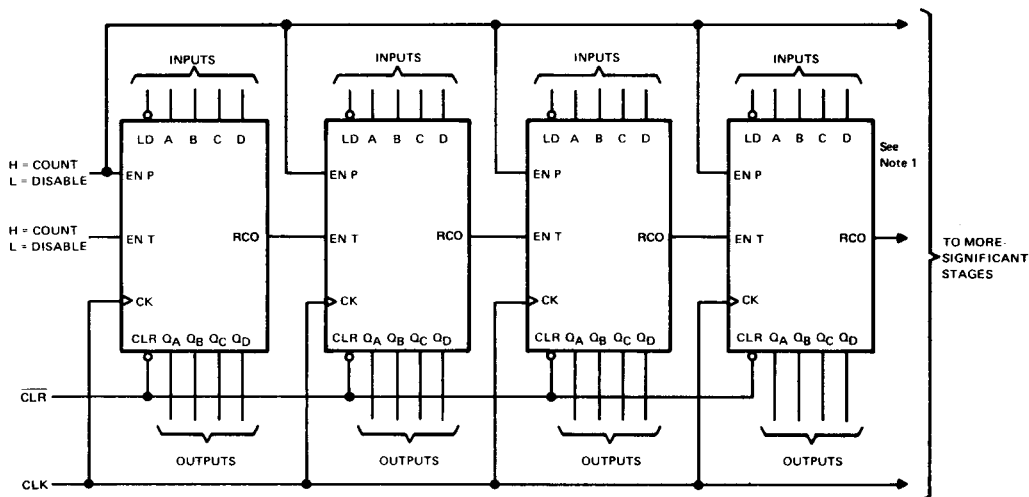 INPUTS INPUTS INPUTS INPUTS
LD A B C D LD A B C D LD A B C D LD A B C D
See
Note 1
H = COUNT
L = DISABLE
EN P EN P EN P EN P
H = COUNT
L = DISABLE
EN T RCO EN T RCO EN T RCO EN T RCO
TO MORE-
SIGNIFICANT
STAGES
CK CK CK CK
CLR QA QB QC QD CLR QA QB QC QD CLR QA QB QC QD CLR QA QB QC QD
CLR
OUTPUTS OUTPUTS OUTPUTS OUTPUTS
CLK